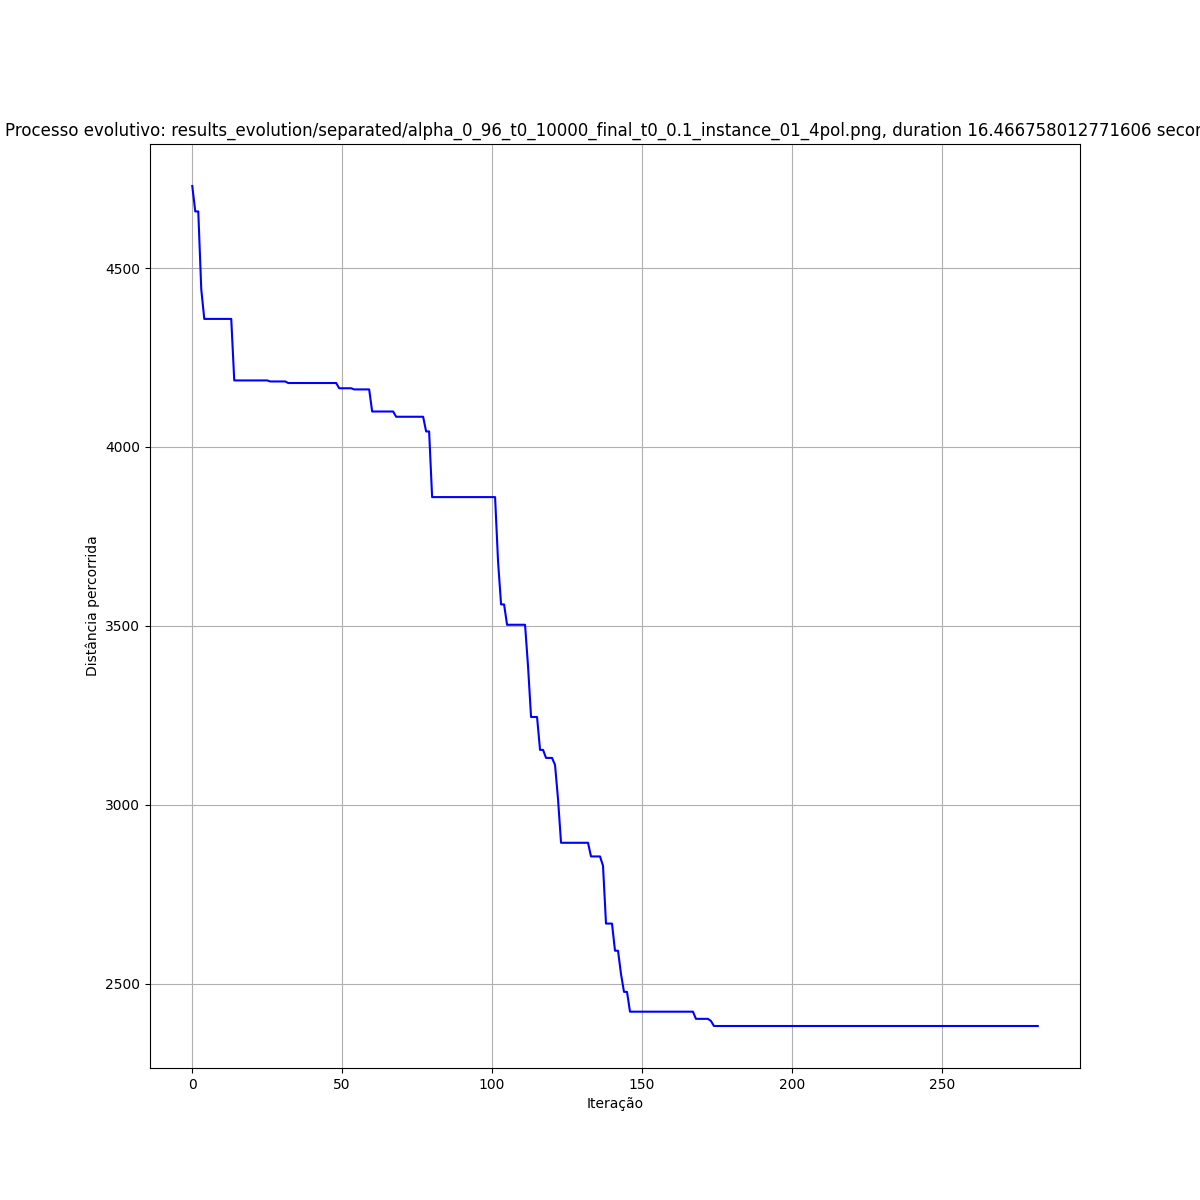 Processo evolutivo: results_evolution/separated/alpha_0_96_t0_10000_final_t0_0.1_instance_01_4pol.png, duration 16.466758012771606 secon
4500
4000
3500
3000
2500
Distância percorrida
0 50 100 150 200 250
Iteração